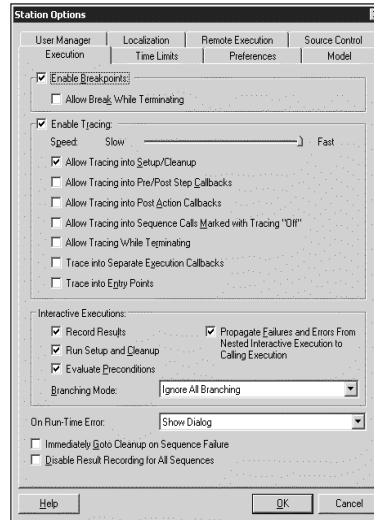 Station Options
User Manager Localization Remote Execution Source Control
Execution Time Limits Preferences Model
Enable Breakpoints:
Allow Break While Terminating
Enable Tracing:
Speed: Slow Fast
Allow Tracing into Setup/Cleanup
Allow Tracing into Pre/Post Step Callbacks
Allow Tracing into Post Action Callbacks
Allow Tracing into Sequence Calls Marked with Tracing "Off"
Allow Tracing While Terminating
Trace into Separate Execution Callbacks
Trace into Entry Points
Interactive Executions:
Record Results
Run Setup and Cleanup
Evaluate Preconditions
Propagate Failures and Errors From
Nested Interactive Execution to
Calling Execution
Branching Mode: Ignore All Branching
On Run-Time Error: Show Dialog
Immediately Goto Cleanup on Sequence Failure
Disable Result Recording for All Sequences
Help OK Cancel